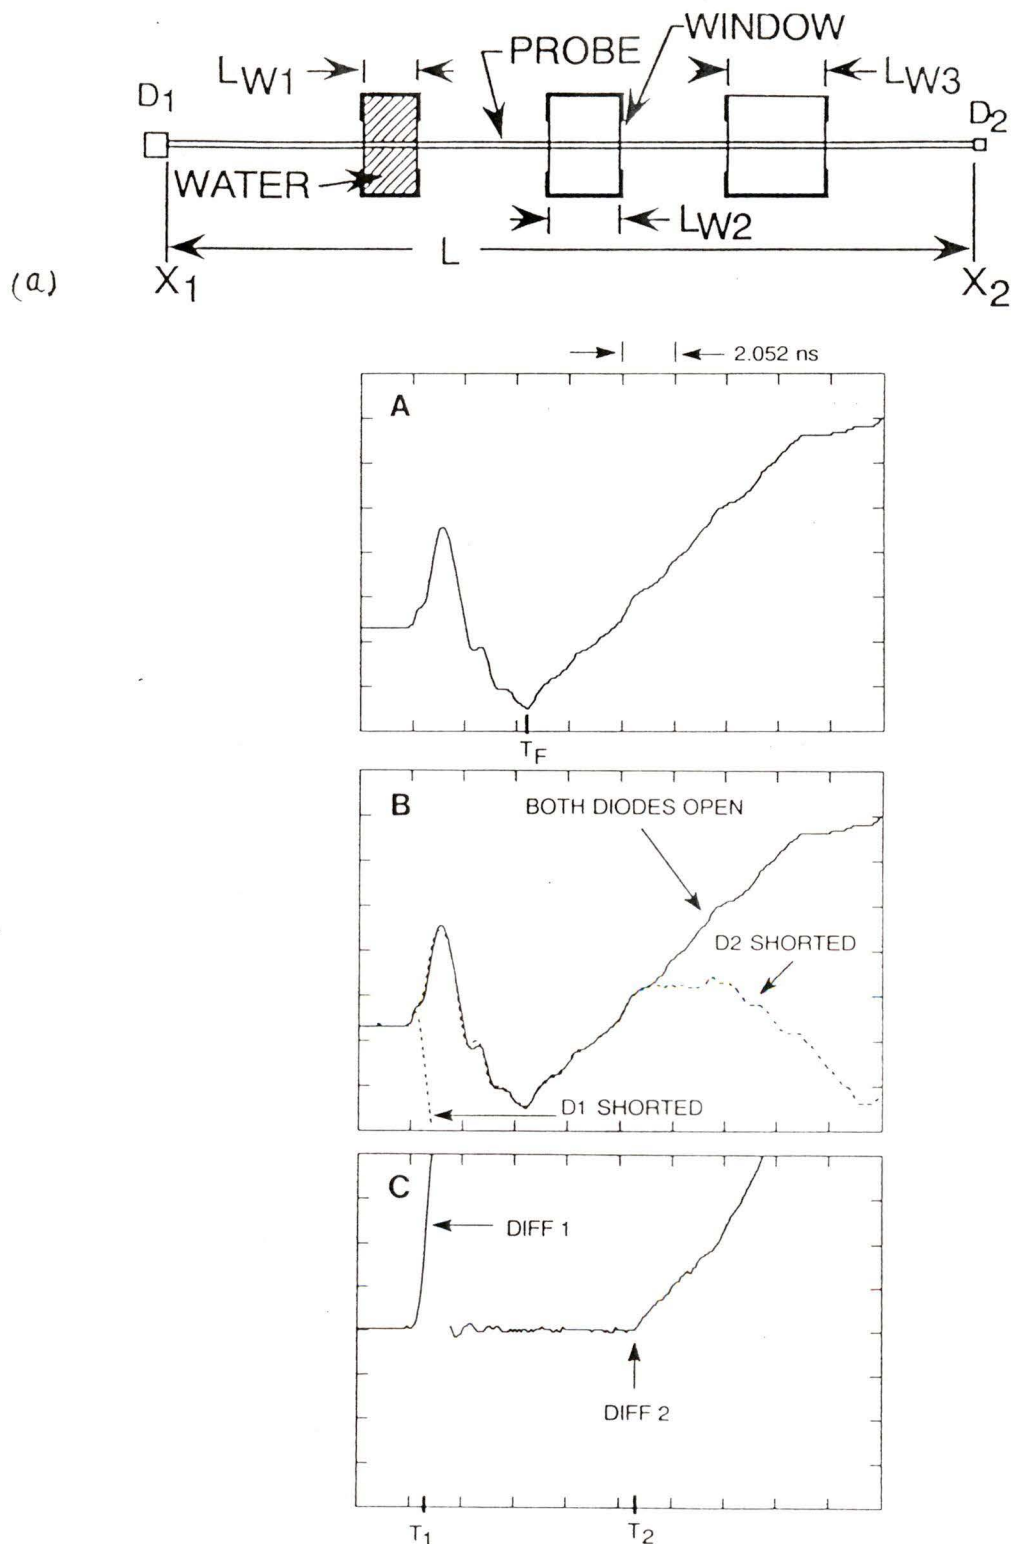 WINDOW
PROBE
LW1
LW3
D1
D2
WATER
LW2
L
(a)
X1
X2
2.052 ns
A
TF
B
BOTH DIODES OPEN
D2 SHORTED
D1 SHORTED
C
DIFF 1
DIFF 2
T1
T2